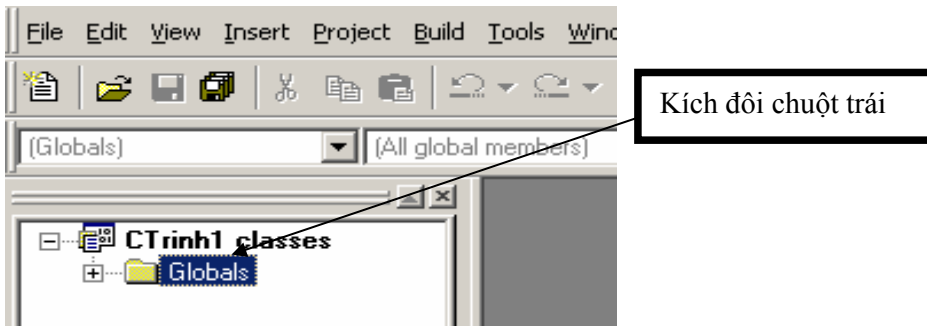 File Edit View Insert Project Build Tools
Kích đôi chuột trái
(Globals) (All global members)
CTrinh1 classes
Globals